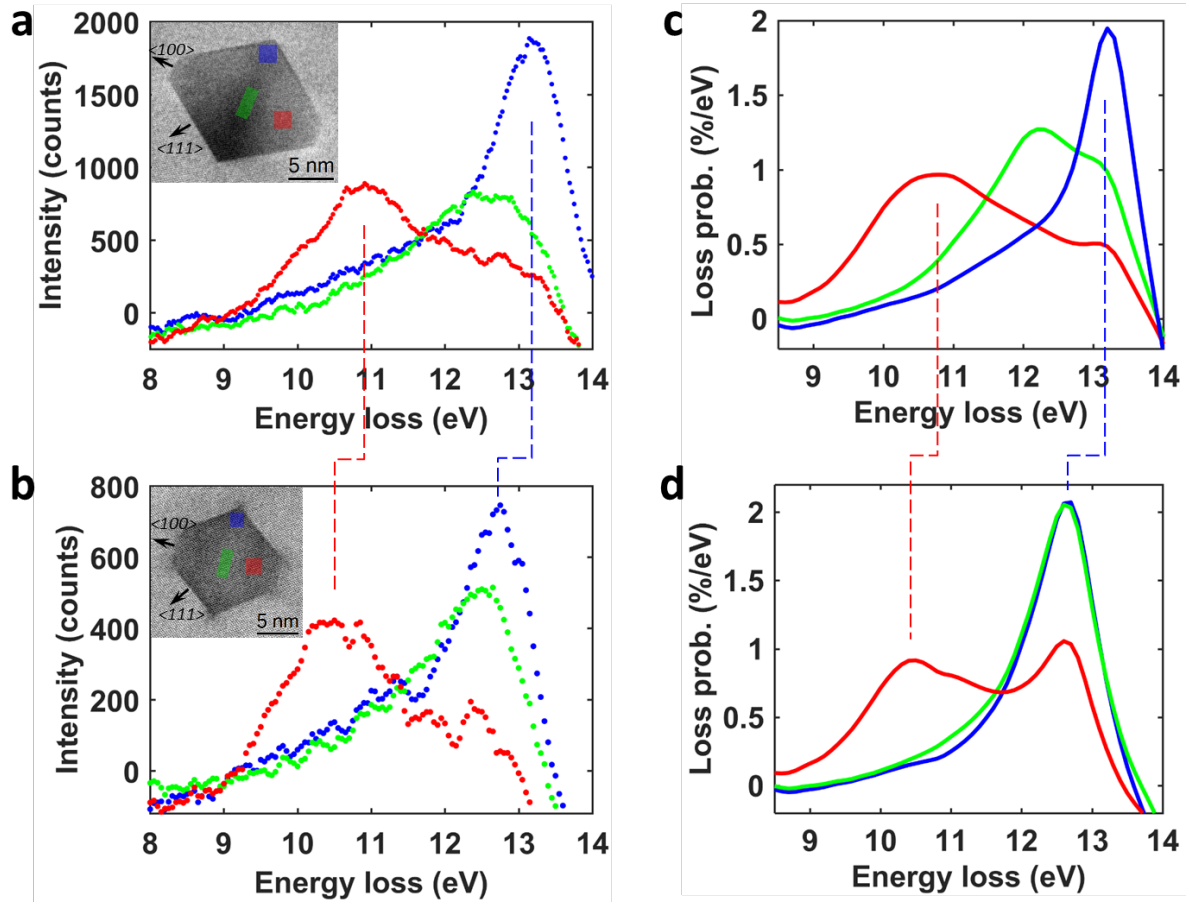 a
2000
1500
1000
500
0
Intensity (counts)
<100>
<111>
5 nm
8 9 10 11 12 13 14
Energy loss (eV)
c
2
1.5
1
0.5
0
Loss prob. (%/eV)
9 10 11 12 13 14
Energy loss (eV)
b
800
600
400
200
0
Intensity (counts)
<100>
<111>
5 nm
8 9 10 11 12 13 14
Energy loss (eV)
d
2
1.5
1
0.5
0
Loss prob. (%/eV)
9 10 11 12 13 14
Energy loss (eV)